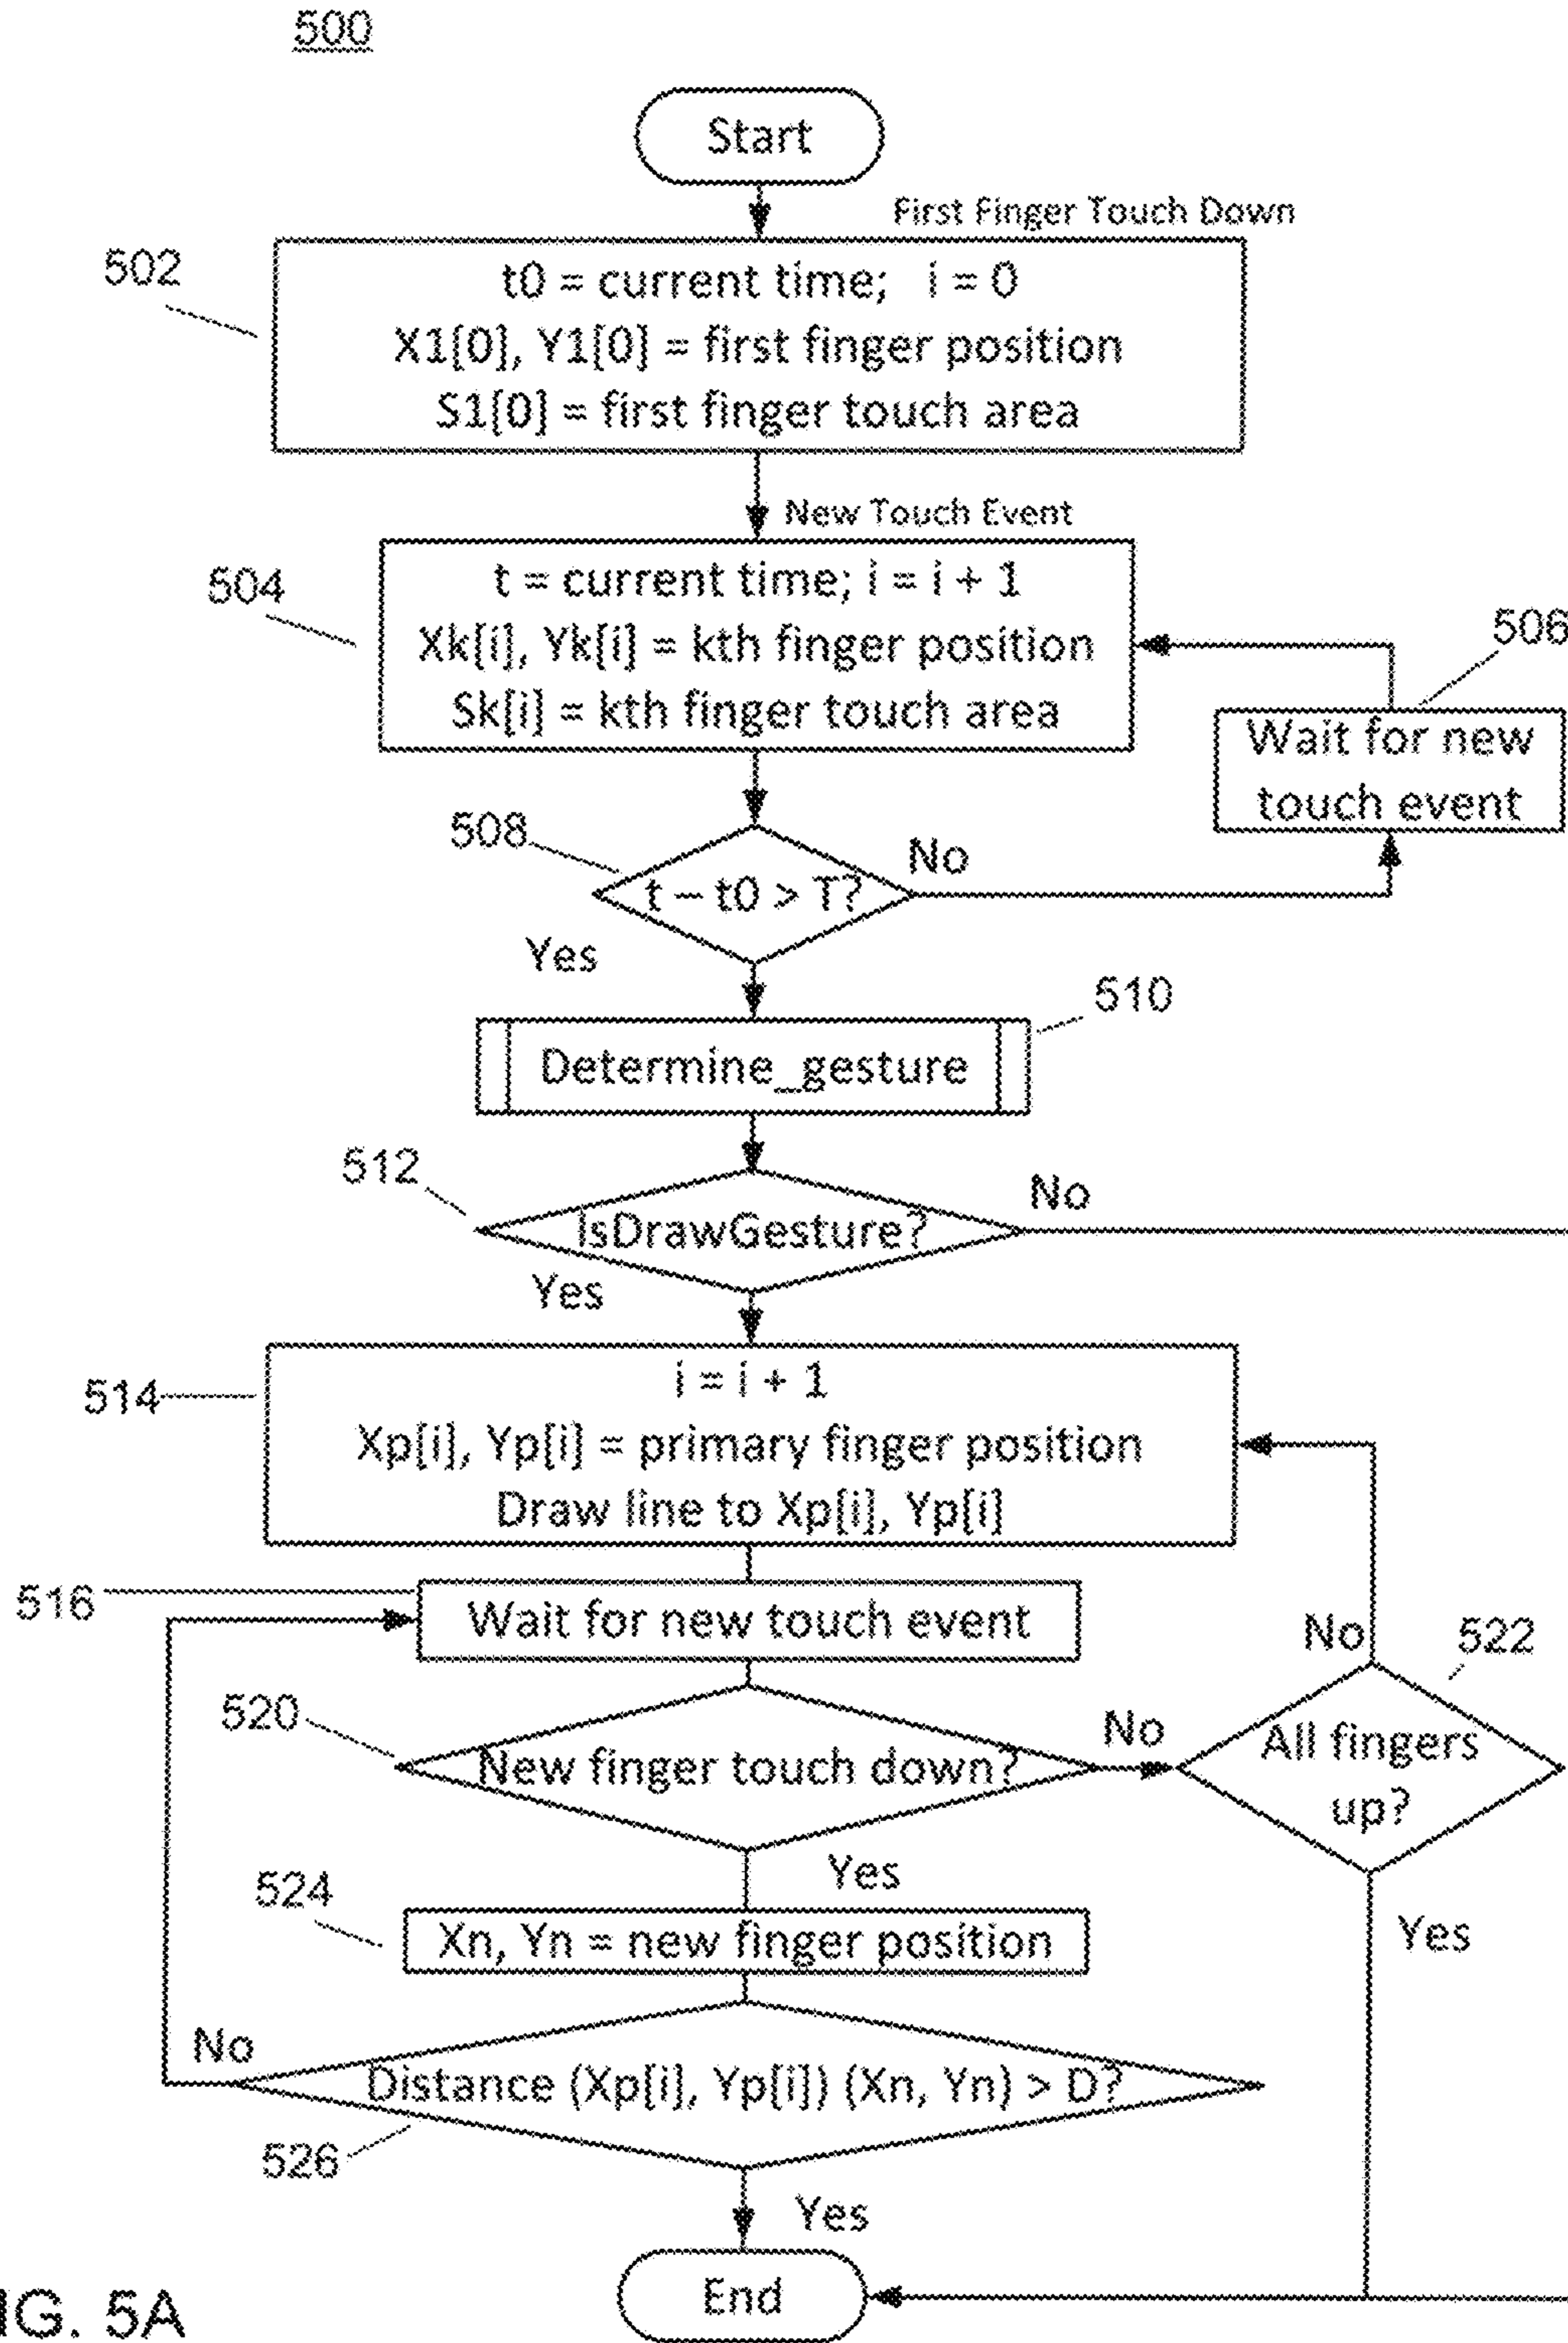 500
Start
First Finger Touch Down
502
t0 = current time; i = 0
X1[0], Y1[0] = first finger position
S1[0] = first finger touch area
New Touch Event
504
t = current time; i = i + 1
Xk[i], Yk[i] = kth finger position
Sk[i] = kth finger touch area
506
Wait for new
touch event
508
t – t0 > T?
No
Yes
510
Determine_gesture
512
IsDrawGesture?
No
Yes
514
i = i + 1
Xp[i], Yp[i] = primary finger position
Draw line to Xp[i], Yp[i]
516
Wait for new touch event
No
522
520
New finger touch down?
No
All fingers
up?
Yes
524
Xn, Yn = new finger position
Yes
No
Distance (Xp[i], Yp[i]) (Xn, Yn) > D?
526
Yes
End
IG. 5A